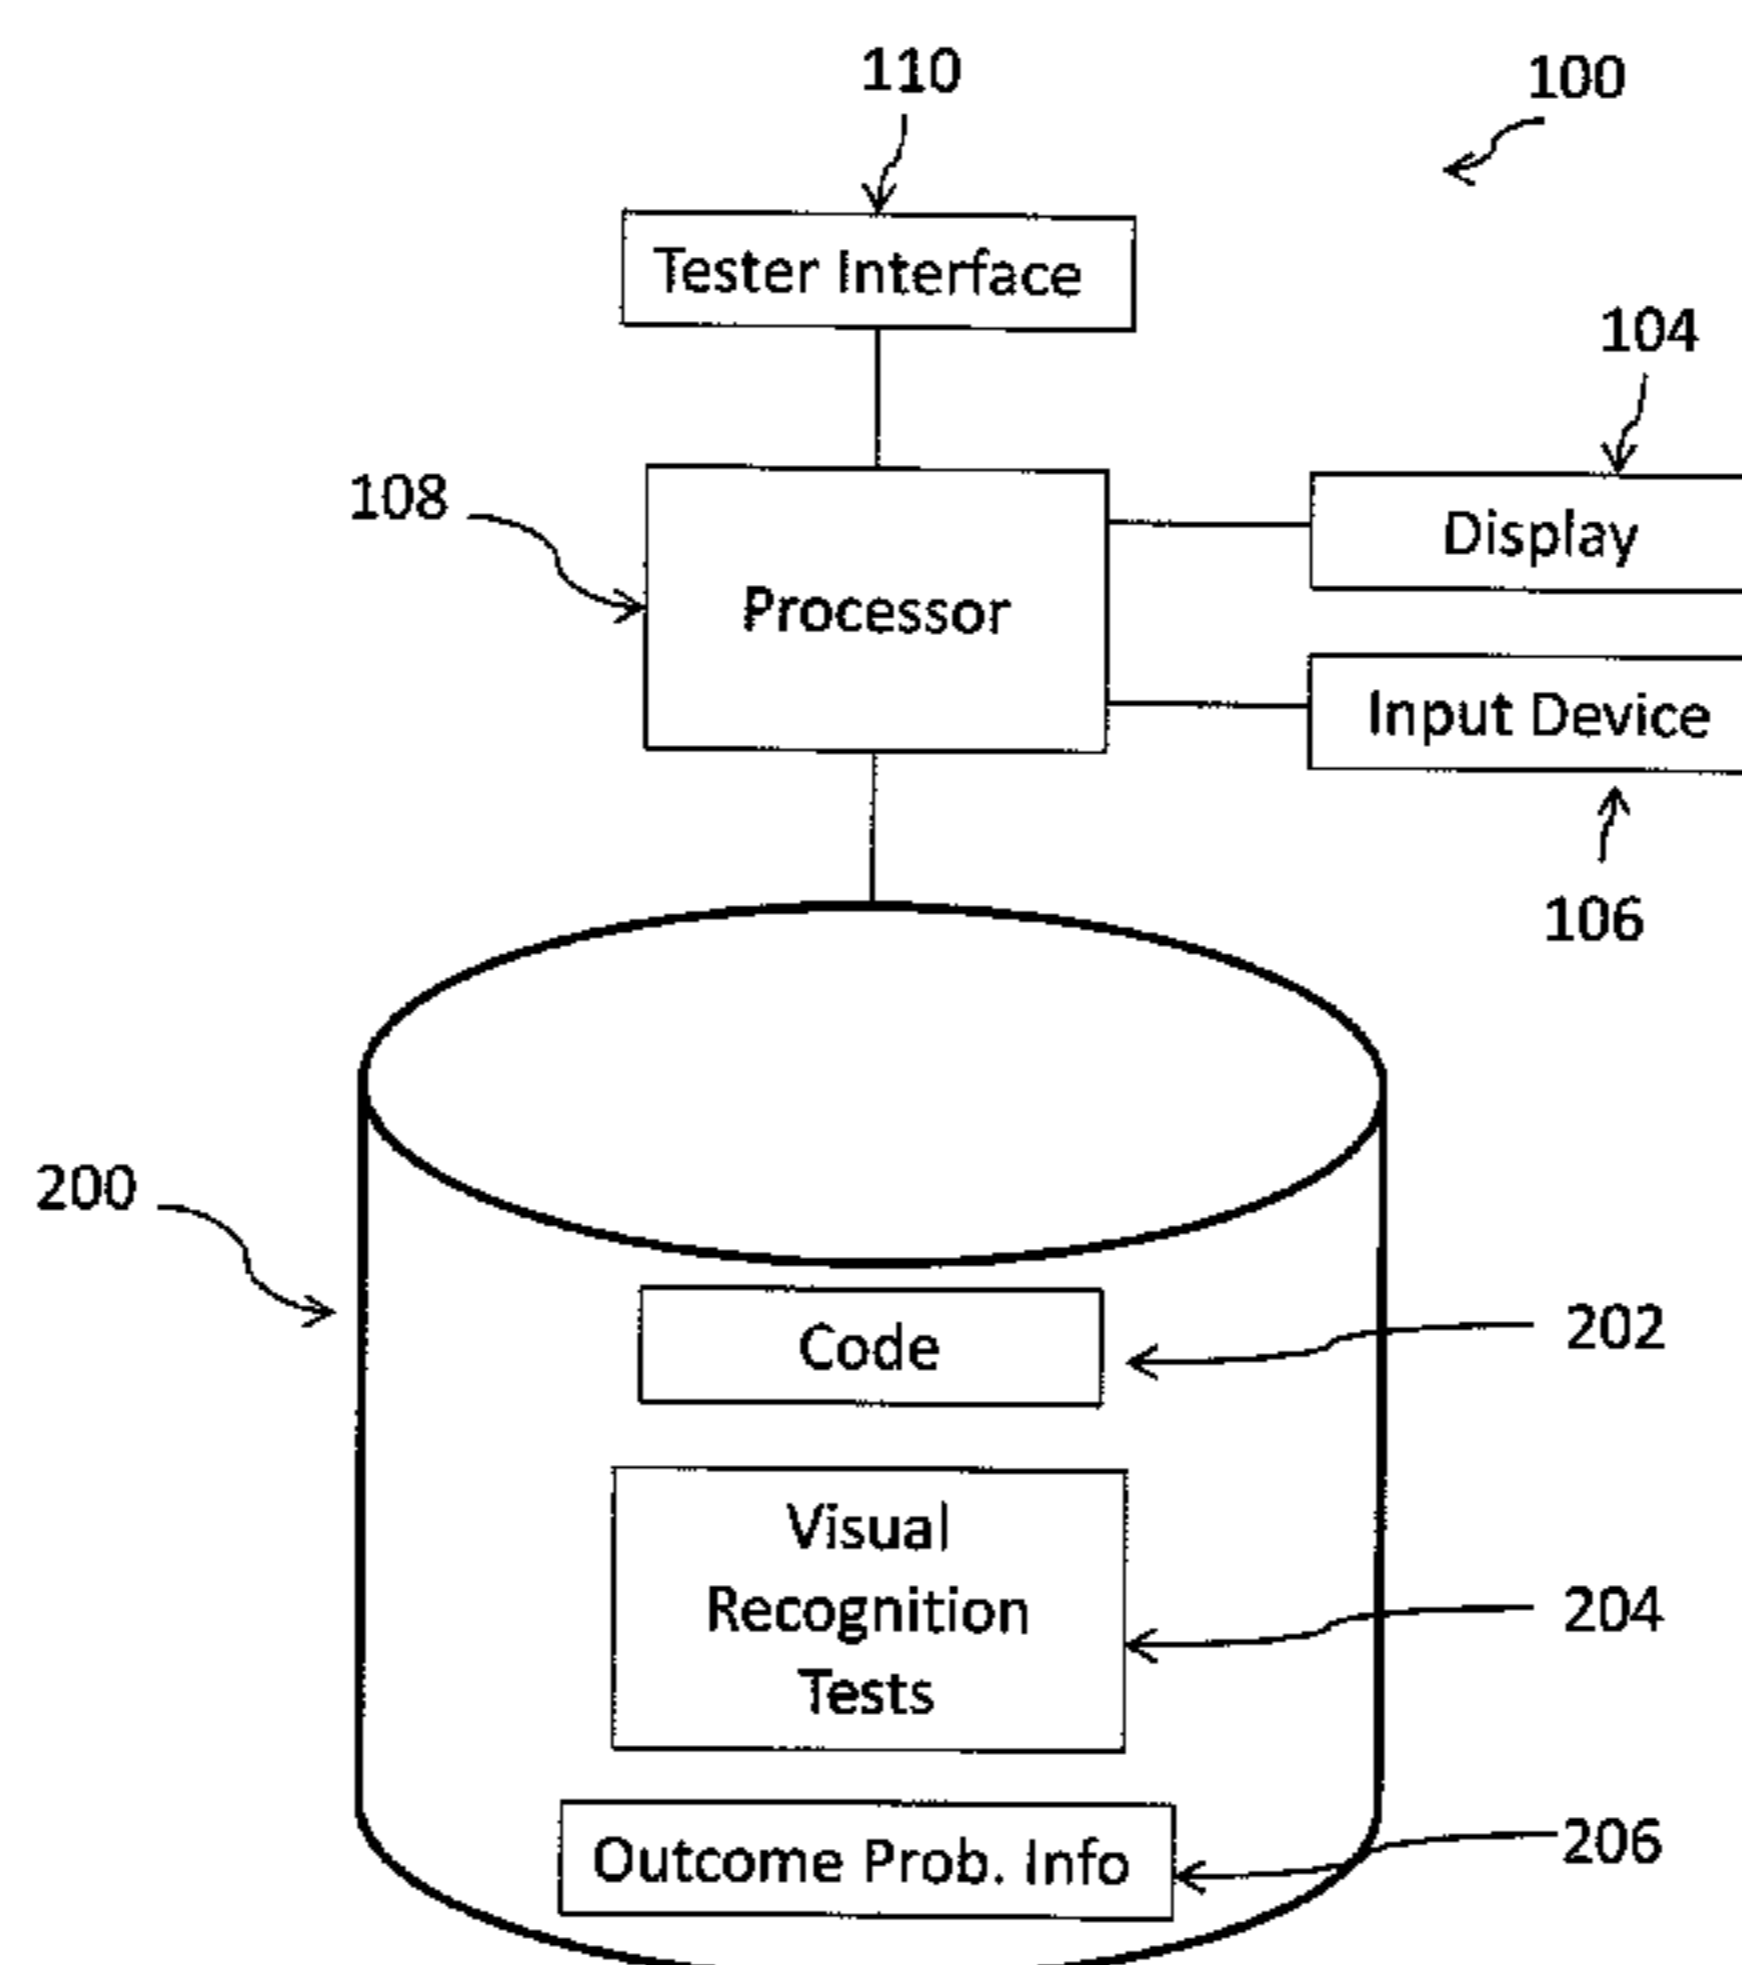 110
100
Tester Interface
104
108
Display
Processor
Input Device
106
200
Code
202
Visual
Recognition
Tests
204
Outcome Prob. Info
206